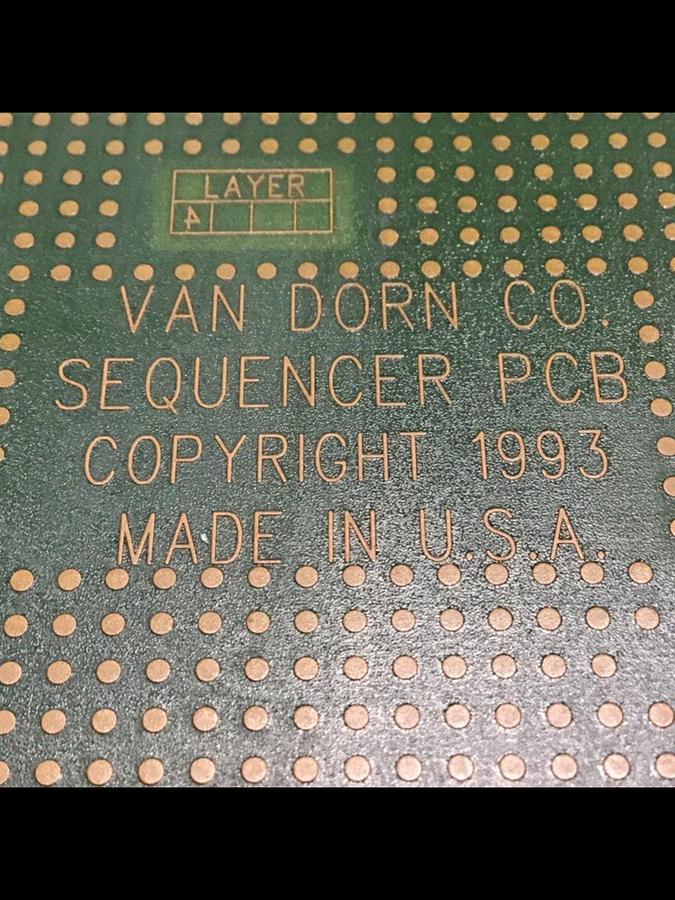 LAYER
4
VAN DORN CO.
SEQUENCER PCB
COPYRIGHT 1993
MADE IN U.S.A.